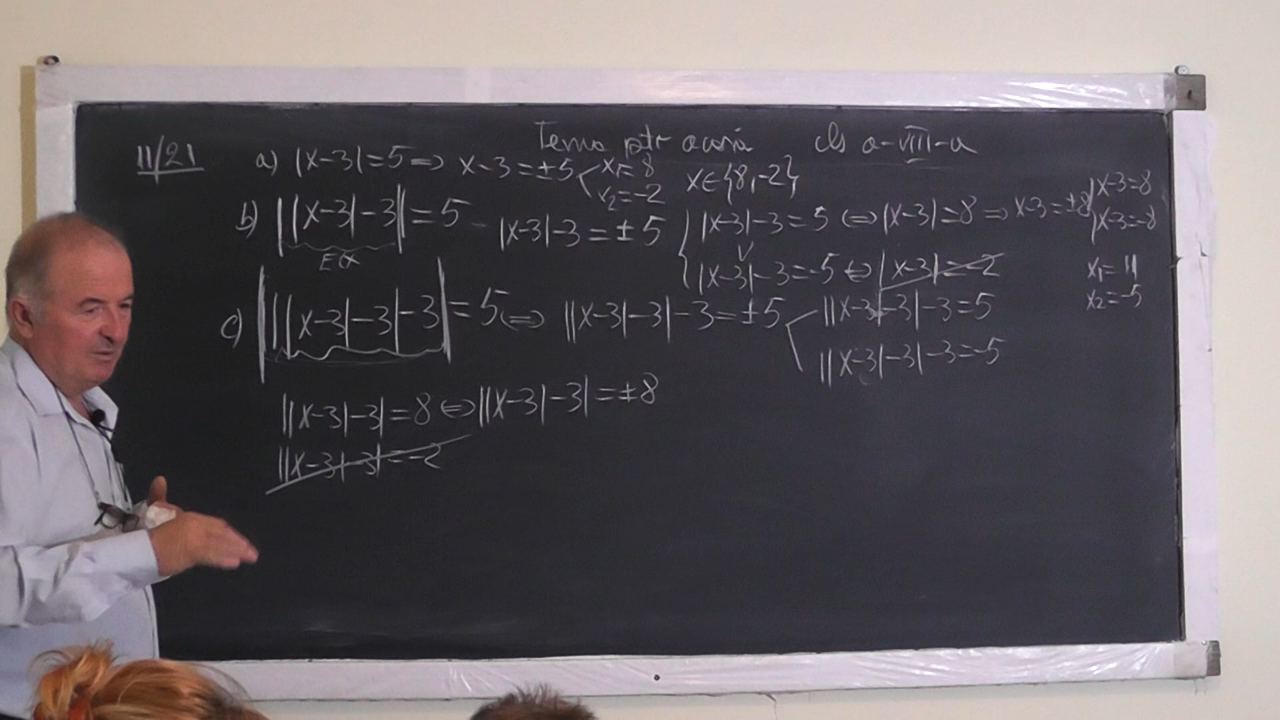 Tema ptr acasă cls a-VIII-a
11/21 a) |x-3|=5 ⇒ x-3=±5 x₁=8 x₂=-2 x∈{8,-2}
b) ||x-3|-3|=5 |x-3|-3=±5 |x-3|-3=5 ⇔ |x-3|=8 ⇒ x-3=±8 x-3=8 x-3=-8
V
|x-3|-3=-5 ⇔ |x-3|=-2 x₁=11 x₂=-5
c) |||x-3|-3|-3|=5 ⇔ ||x-3|-3|-3=±5 ||x-3|-3|-3=5
||x-3|-3|-3=-5
||x-3|-3|=8 ⇔ ||x-3|-3|=±8
||x-3|-3|=-2